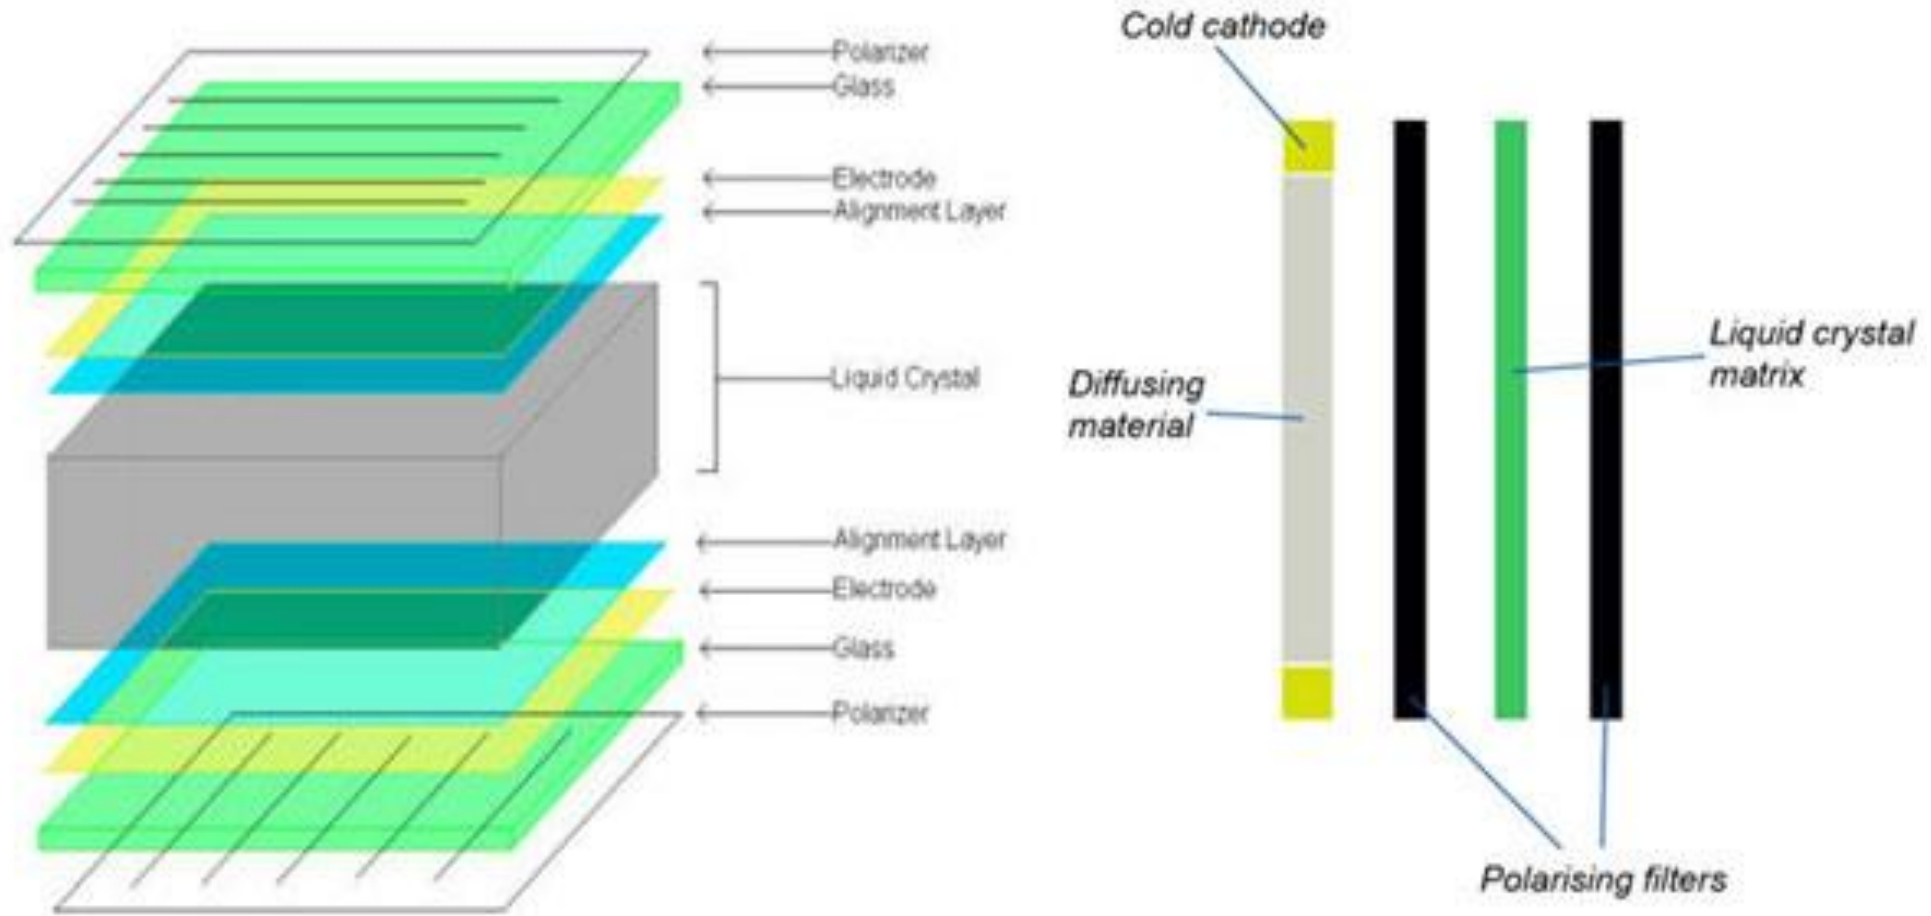 Polarizer
Glass
Electrode
Alignment Layer
Liquid Crystal
Alignment Layer
Electrode
Glass
Polarizer
Cold cathode
Liquid crystal
matrix
Diffusing
material
Polarising filters